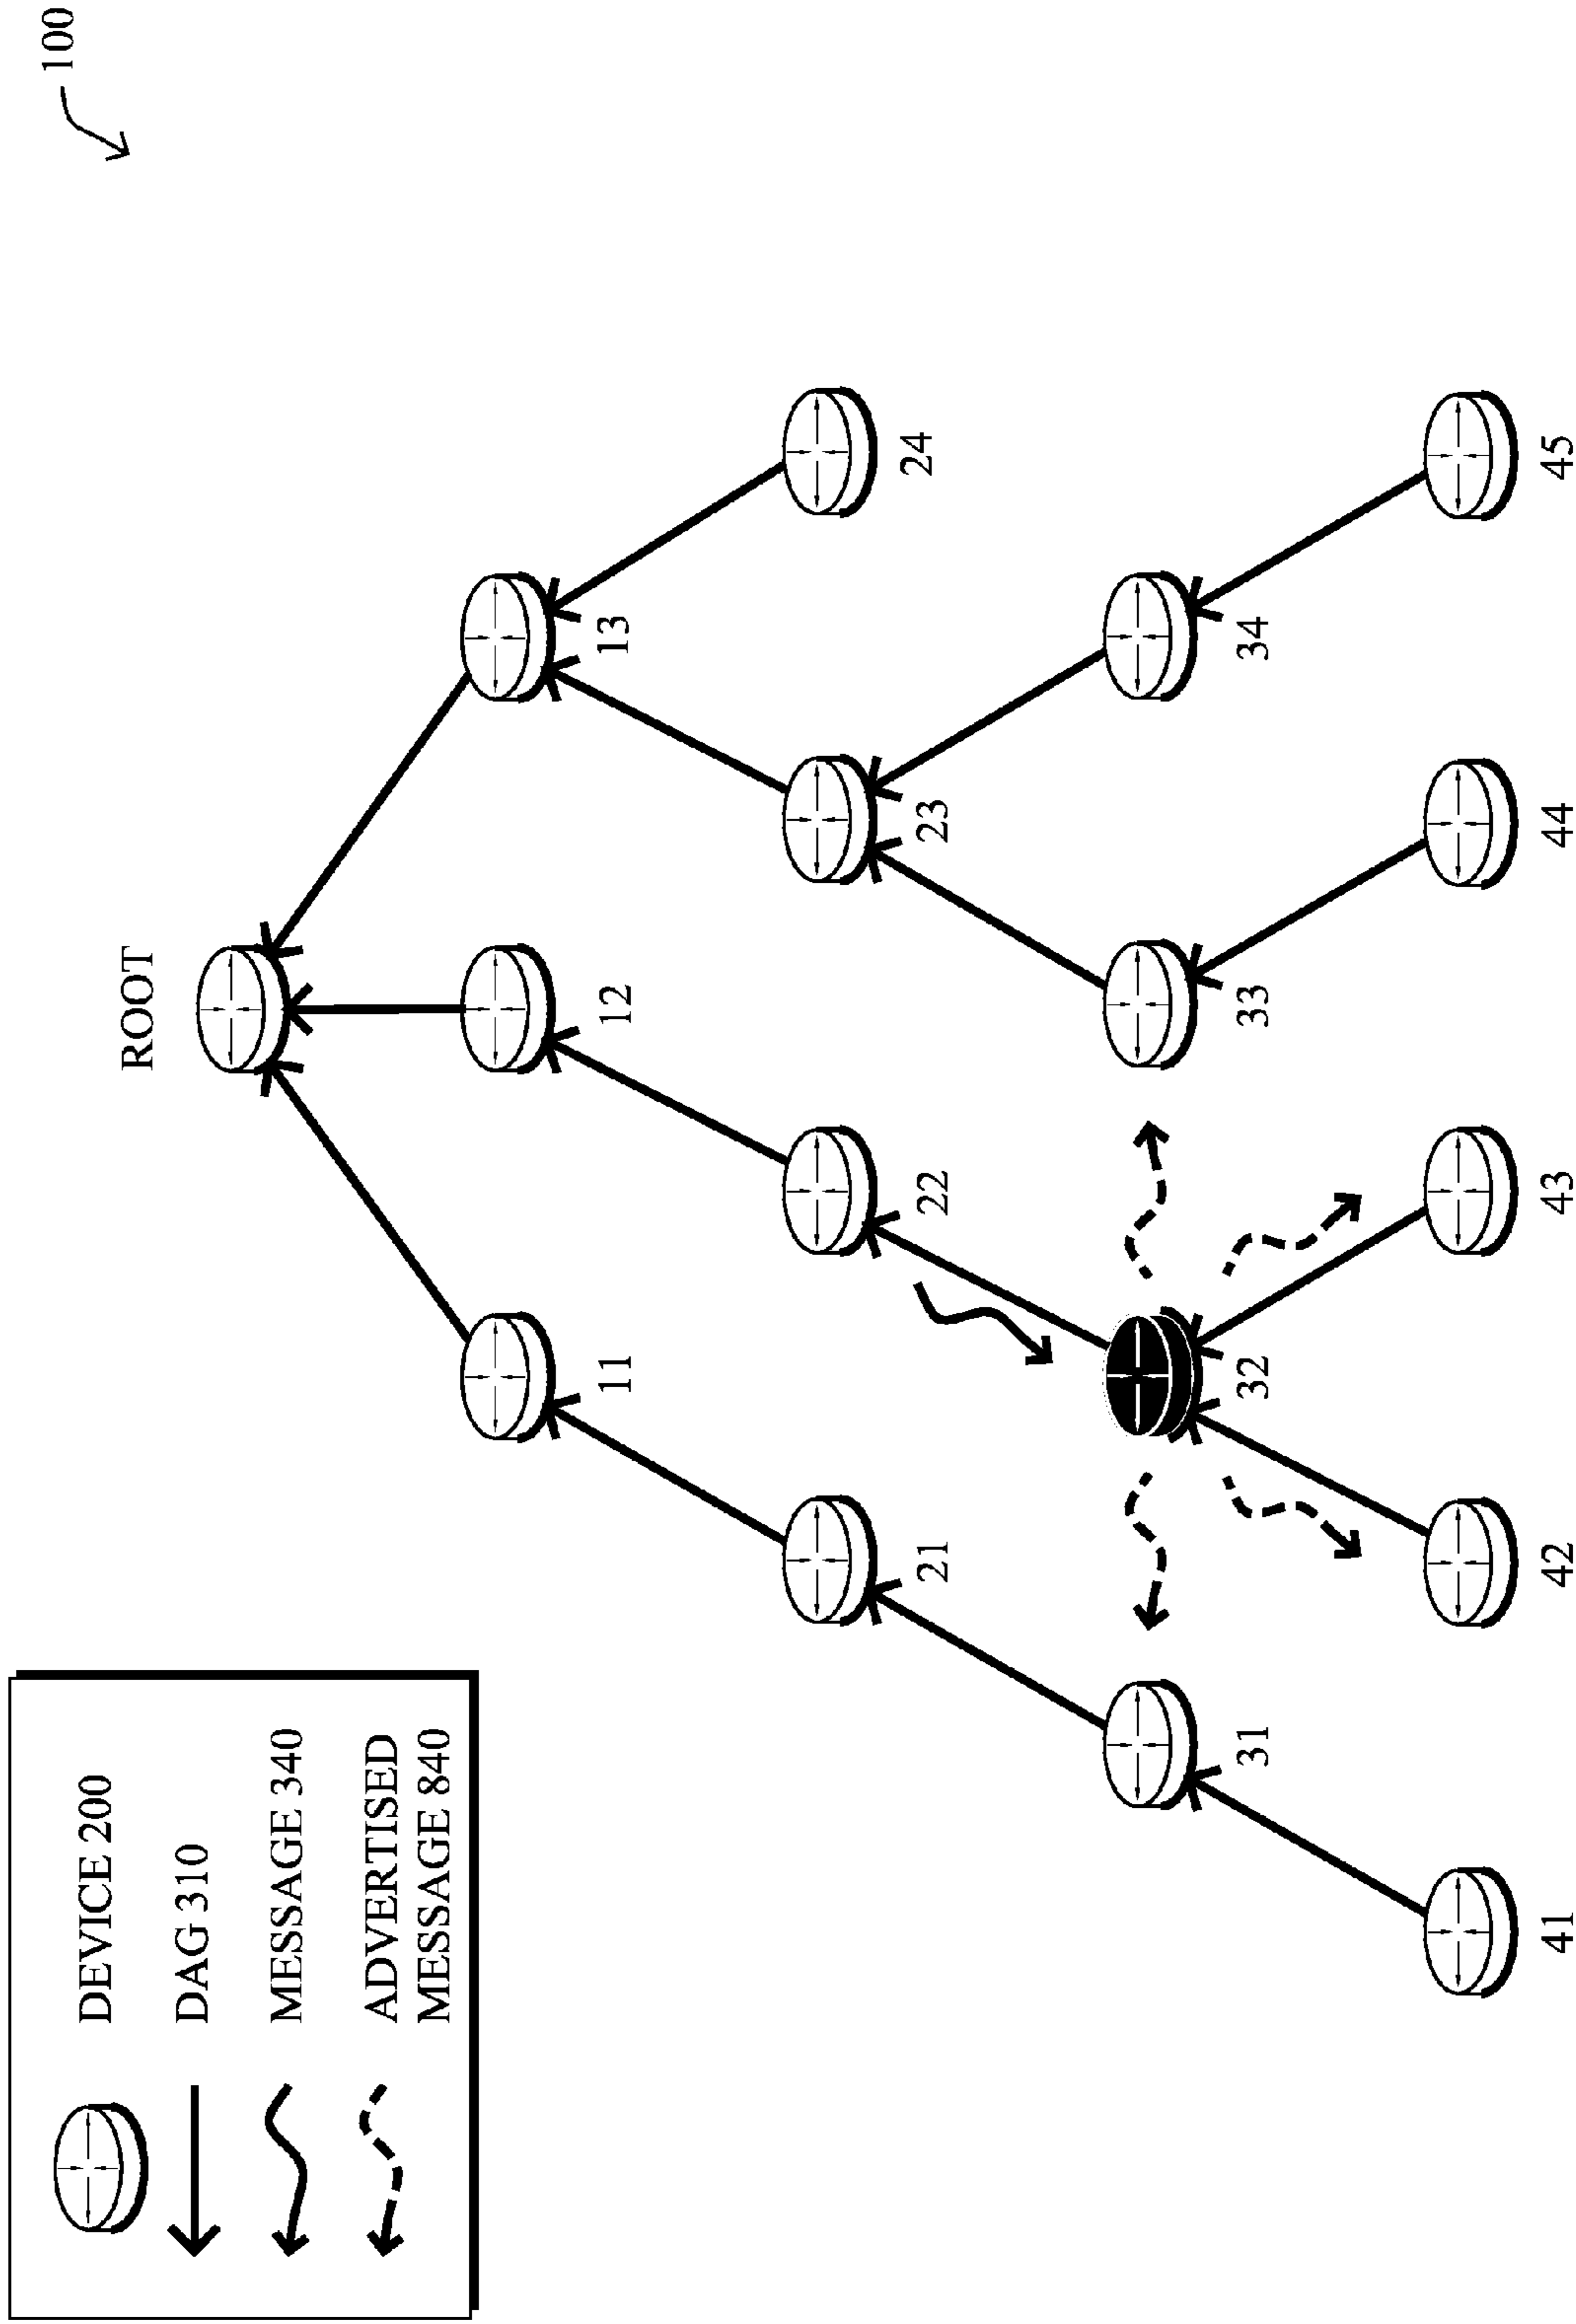 100
DEVICE 200
DAG 310
MESSAGE 340
ADVERTISED
MESSAGE 840
ROOT
11
12
13
21
22
23
24
31
32
33
34
41
42
43
44
45